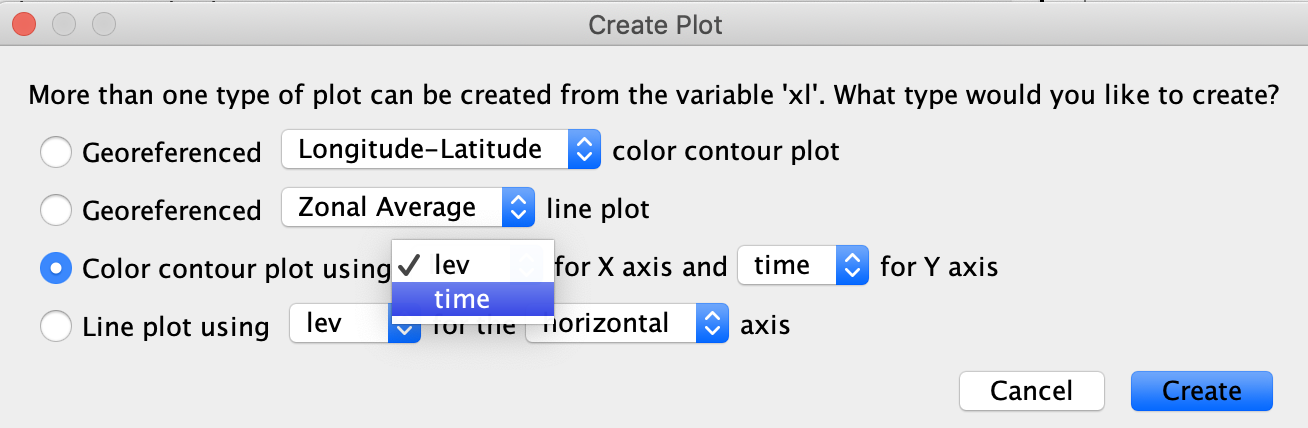 Create Plot
More than one type of plot can be created from the variable 'xl'. What type would you like to create?
Georeferenced Longitude–Latitude color contour plot
Georeferenced Zonal Average line plot
Color contour plot using lev for X axis and time for Y axis
time
Line plot using lev for the horizontal axis
Cancel Create